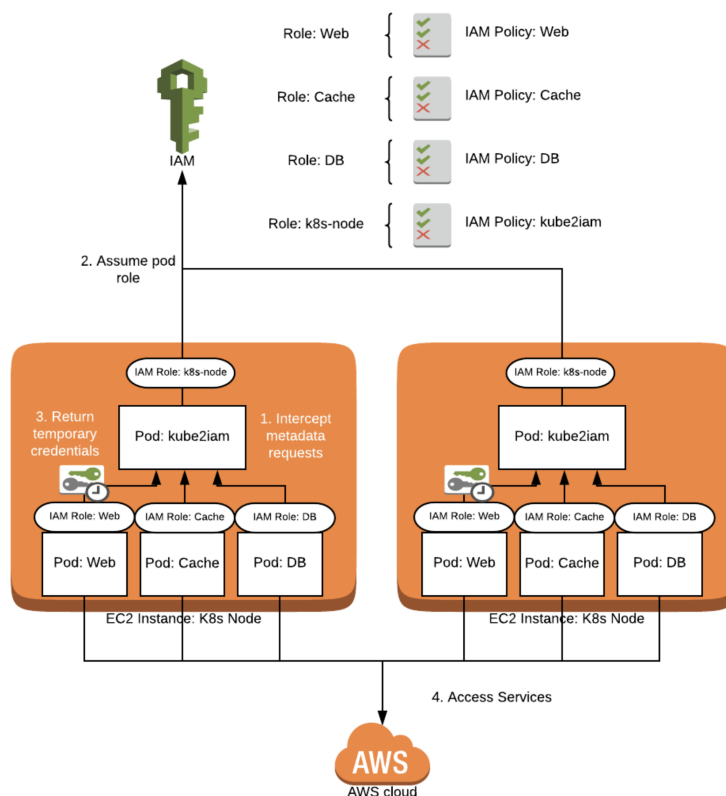 Role: Web
IAM Policy: Web
Role: Cache
IAM Policy: Cache
IAM
Role: DB
IAM Policy: DB
Role: k8s-node
IAM Policy: kube2iam
2. Assume pod
role
IAM Role: k8s-node
3. Return
temporary
credentials
Pod: kube2iam
1. Intercept
metadata
requests
IAM Role: Web
IAM Role: Cache
IAM Role: DB
Pod: Web
Pod: Cache
Pod: DB
EC2 Instance: K8s Node
IAM Role: k8s-node
Pod: kube2iam
IAM Role: Web
IAM Role: Cache
IAM Role: DB
Pod: Web
Pod: Cache
Pod: DB
EC2 Instance: K8s Node
4. Access Services
AWS
AWS cloud